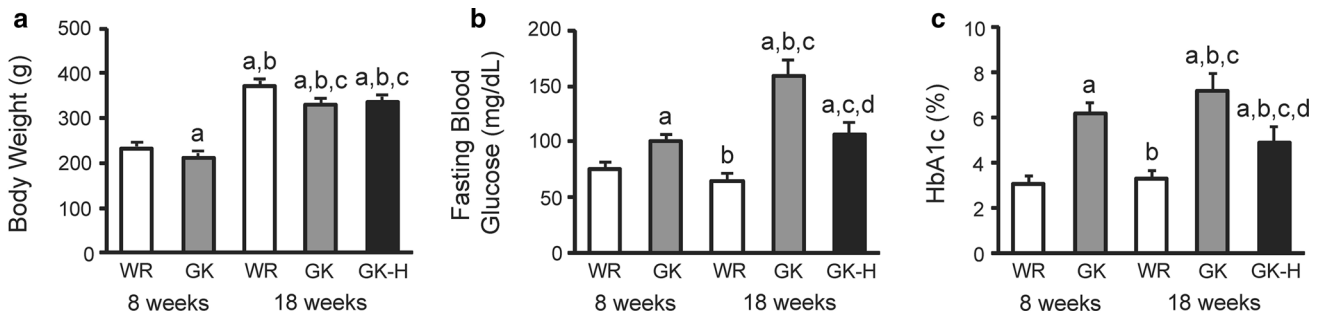 a
Body Weight (g)
500
400
300
200
100
0
a
a,b
a,b,c
a,b,c
WR GK WR GK GK-H
8 weeks 18 weeks
b
Fasting Blood
Glucose (mg/dL)
200
150
100
50
0
a
b
a,b,c
a,c,d
WR GK WR GK GK-H
8 weeks 18 weeks
c
HbA1c (%)
10
8
6
4
2
0
a
b
a,b,c
a,b,c,d
WR GK WR GK GK-H
8 weeks 18 weeks